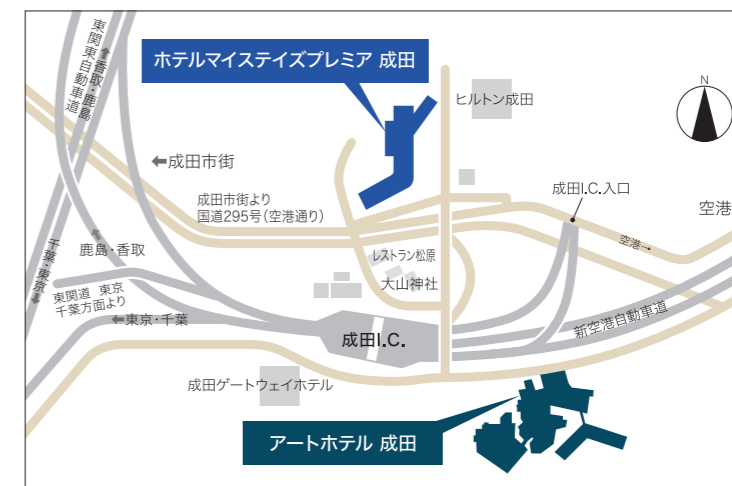 東関東自動車道
香取・鹿島
ホテルマイステイズプレミア 成田
ヒルトン成田
N
←成田市街
成田I.C.入口
成田市街より
国道295号（空港通り）
空港
空港→
千葉・東京
鹿島・香取
レストラン松原
大山神社
東関道 東京
千葉方面より
←東京・千葉
成田I.C.
新空港自動車道
成田ゲートウェイホテル
アートホテル 成田